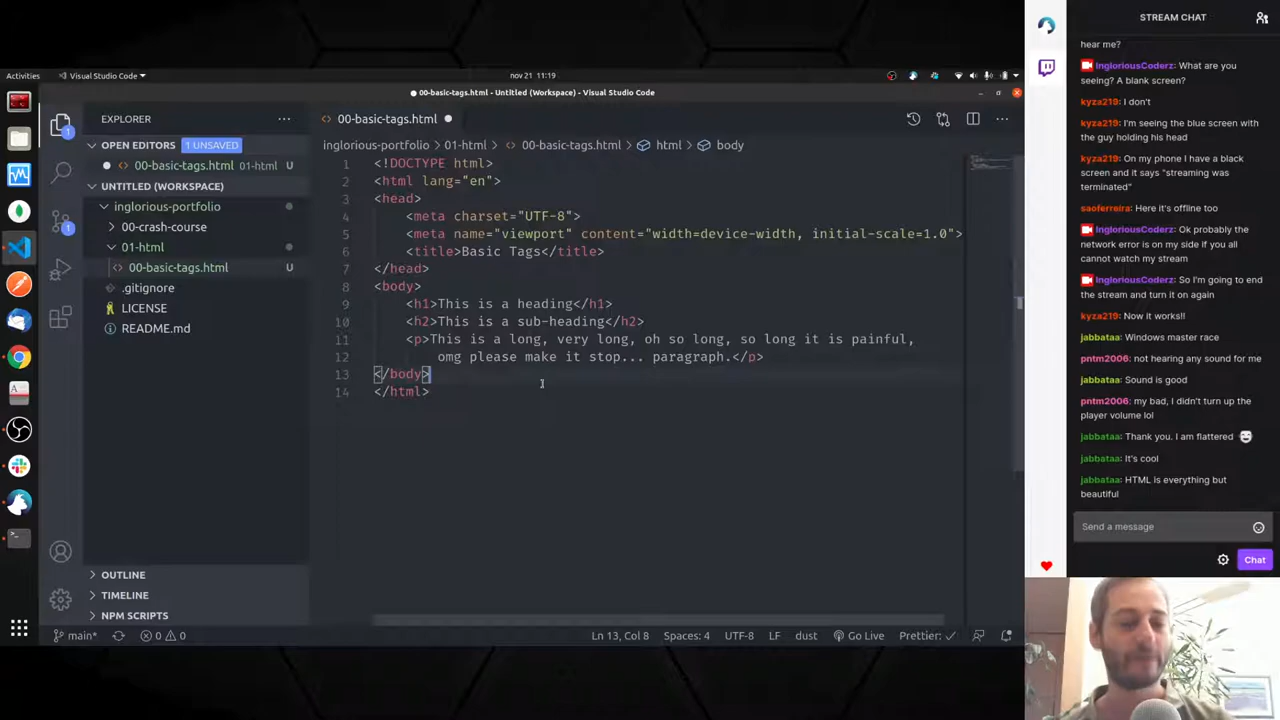 Activities
Visual Studio Code
nov 21 11:19
● 00-basic-tags.html - Untitled (Workspace) - Visual Studio Code
EXPLORER
OPEN EDITORS
1 UNSAVED
00-basic-tags.html 01-html
U
UNTITLED (WORKSPACE)
inglorious-portfolio
00-crash-course
01-html
00-basic-tags.html
U
.gitignore
LICENSE
README.md
OUTLINE
TIMELINE
NPM SCRIPTS
1
1
00-basic-tags.html
inglorious-portfolio > 01-html > 00-basic-tags.html > html > body
1 <!DOCTYPE html>
2 <html lang="en">
3 <head>
4 <meta charset="UTF-8">
5 <meta name="viewport" content="width=device-width, initial-scale=1.0">
6 <title>Basic Tags</title>
7 </head>
8 <body>
9 <h1>This is a heading</h1>
10 <h2>This is a sub-heading</h2>
11 <p>This is a long, very long, oh so long, so long it is painful,
12 omg please make it stop... paragraph.</p>
13 </body>
14 </html>
main*
0 0
Ln 13, Col 8
Spaces: 4
UTF-8
LF
dust
Go Live
Prettier: ✓
STREAM CHAT
hear me?
IngloriousCoderz: What are you
seeing? A blank screen?
kyza219: I don't
kyza219: I'm seeing the blue screen with
the guy holding his head
kyza219: On my phone I have a black
screen and it says "streaming was
terminated"
saoferreira: Here it's offline too
IngloriousCoderz: Ok probably the
network error is on my side if you all
cannot watch my stream
IngloriousCoderz: So I'm going to end
the stream and turn it on again
kyza219: Now it works!!
jabbataa: Windows master race
pntm2006: not hearing any sound for me
jabbataa: Sound is good
pntm2006: my bad, I didn't turn up the
player volume lol
jabbataa: Thank you. I am flattered
jabbataa: It's cool
jabbataa: HTML is everything but
beautiful
Send a message
Chat